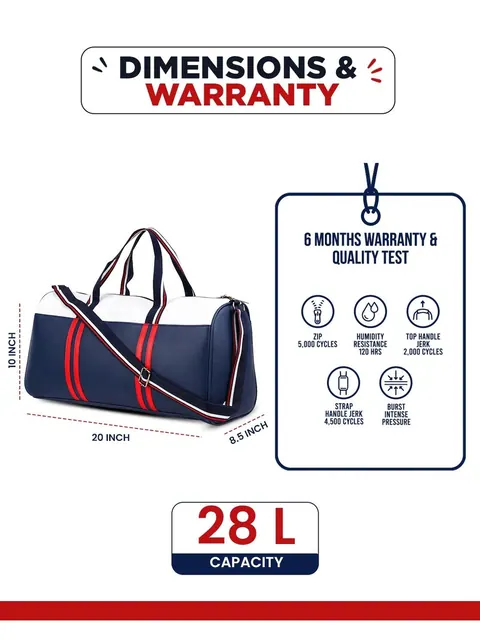 DIMENSIONS &
WARRANTY
6 MONTHS WARRANTY &
QUALITY TEST
ZIP
5,000 CYCLES
HUMIDITY
RESISTANCE
120 HRS
TOP HANDLE
JERK
2,000 CYCLES
STRAP
HANDLE JERK
4,500 CYCLES
BURST
INTENSE
PRESSURE
10 INCH
20 INCH
8.5 INCH
28 L
CAPACITY